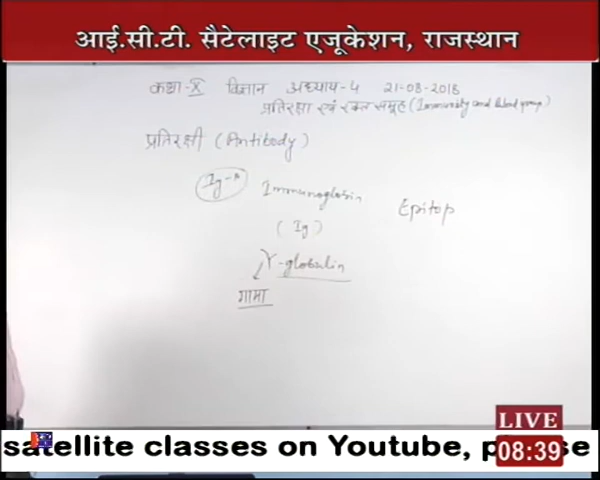 आई.सी.टी. सैटेलाइट एजूकेशन, राजस्थान
कक्षा-X विज्ञान अध्याय-4 21-08-2018
प्रतिरक्षा एवं रक्त समूह (Immunity and blood group)
प्रतिरक्षी (Antibody)
Ig-A Immunoglobin
Epitop
(Ig)
γ-globulin
गामा
LIVE
satellite classes on Youtube, p se
08:39